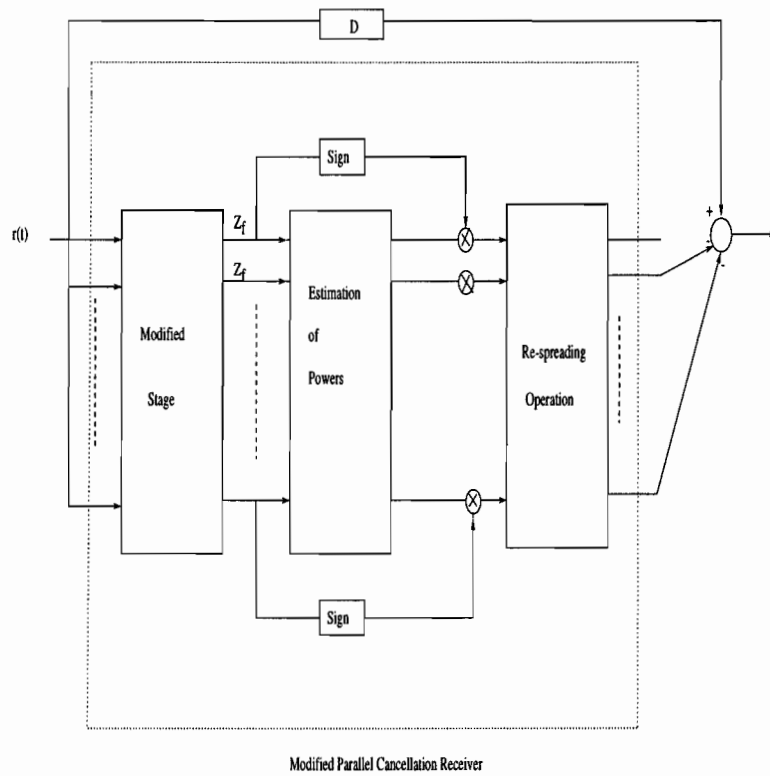 D
Sign
+
r(t)
Z_f
-
Z_f
-
Modified
Stage
Estimation
of
Powers
Re-spreading
Operation
Sign
Modified Parallel Cancellation Receiver